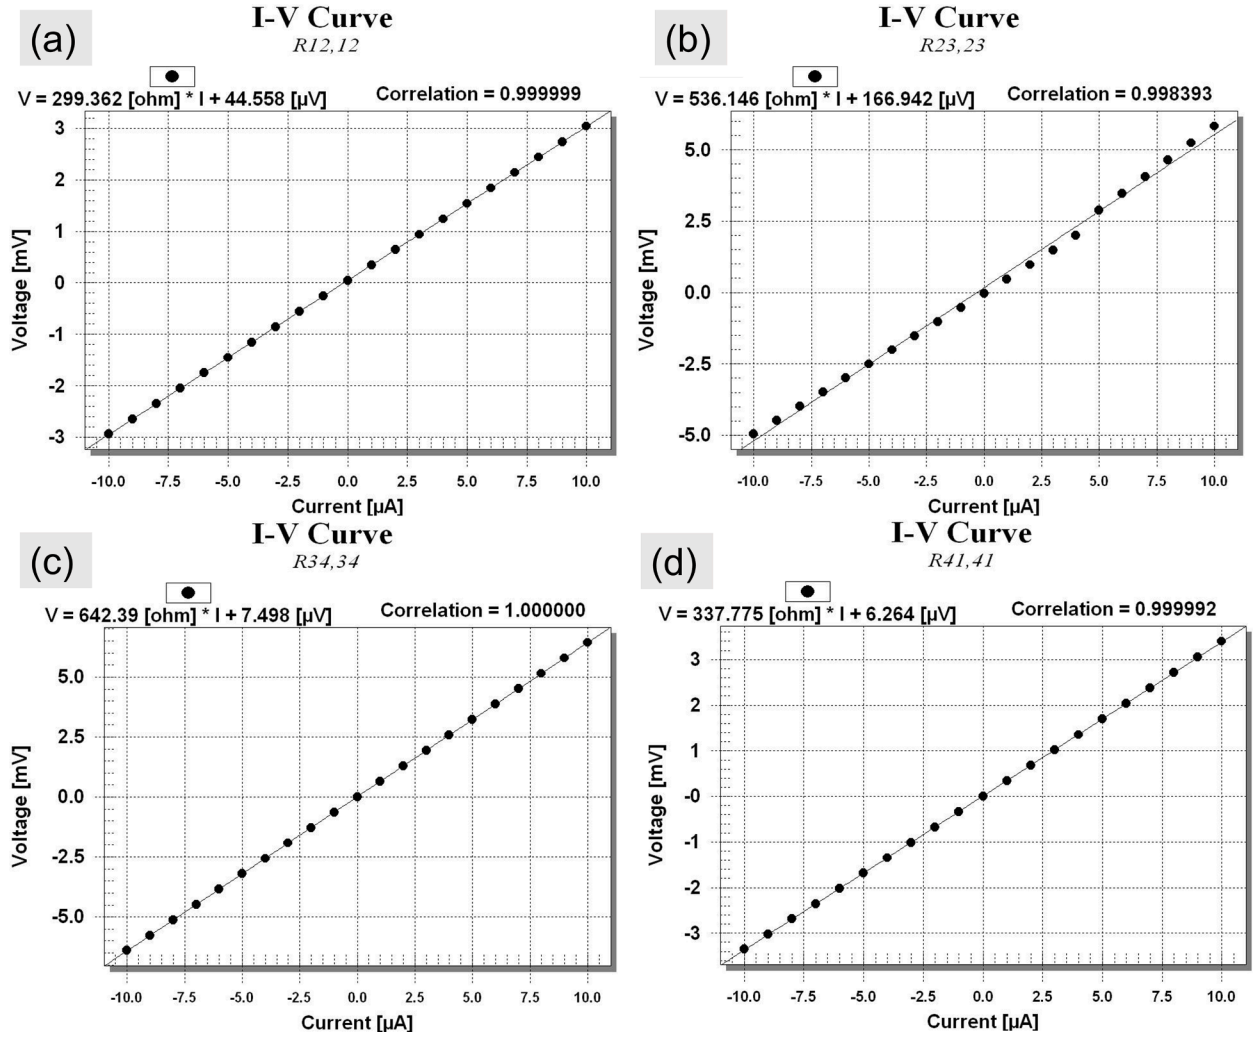 (a)
I-V Curve
R12,12
V = 299.362 [ohm] * I + 44.558 [µV]
Correlation = 0.999999
3
2
1
0
-1
-2
-3
Voltage [mV]
-10.0 -7.5 -5.0 -2.5 0.0 2.5 5.0 7.5 10.0
Current [µA]
(b)
I-V Curve
R23,23
V = 536.146 [ohm] * I + 166.942 [µV]
Correlation = 0.998393
5.0
2.5
0.0
-2.5
-5.0
Voltage [mV]
-10.0 -7.5 -5.0 -2.5 0.0 2.5 5.0 7.5 10.0
Current [µA]
(c)
I-V Curve
R34,34
V = 642.39 [ohm] * I + 7.498 [µV]
Correlation = 1.000000
5.0
2.5
0.0
-2.5
-5.0
Voltage [mV]
-10.0 -7.5 -5.0 -2.5 0.0 2.5 5.0 7.5 10.0
Current [µA]
(d)
I-V Curve
R41,41
V = 337.775 [ohm] * I + 6.264 [µV]
Correlation = 0.999992
3
2
1
-0
-1
-2
-3
Voltage [mV]
-10.0 -7.5 -5.0 -2.5 0.0 2.5 5.0 7.5 10.0
Current [µA]